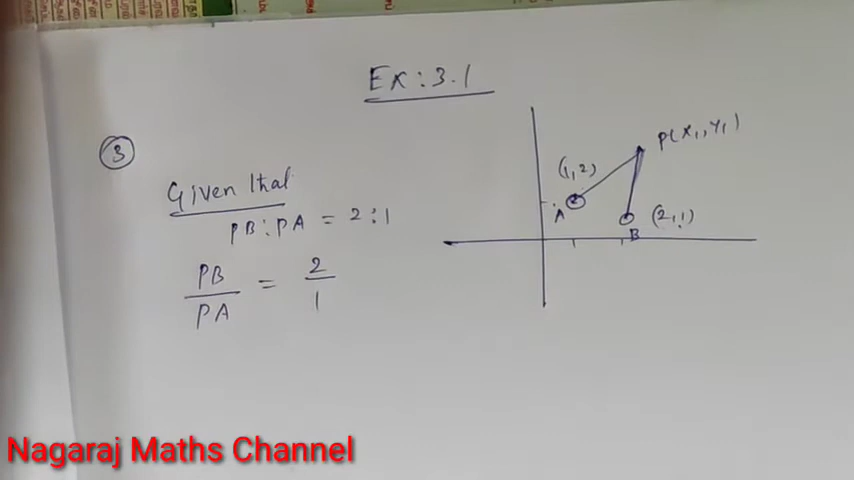 Ex: 3.1
3
Given that
PB:PA = 2:1
PB/PA = 2/1
P(x₁, y₁)
(1,2)
A
(2,1)
B
Nagaraj Maths Channel